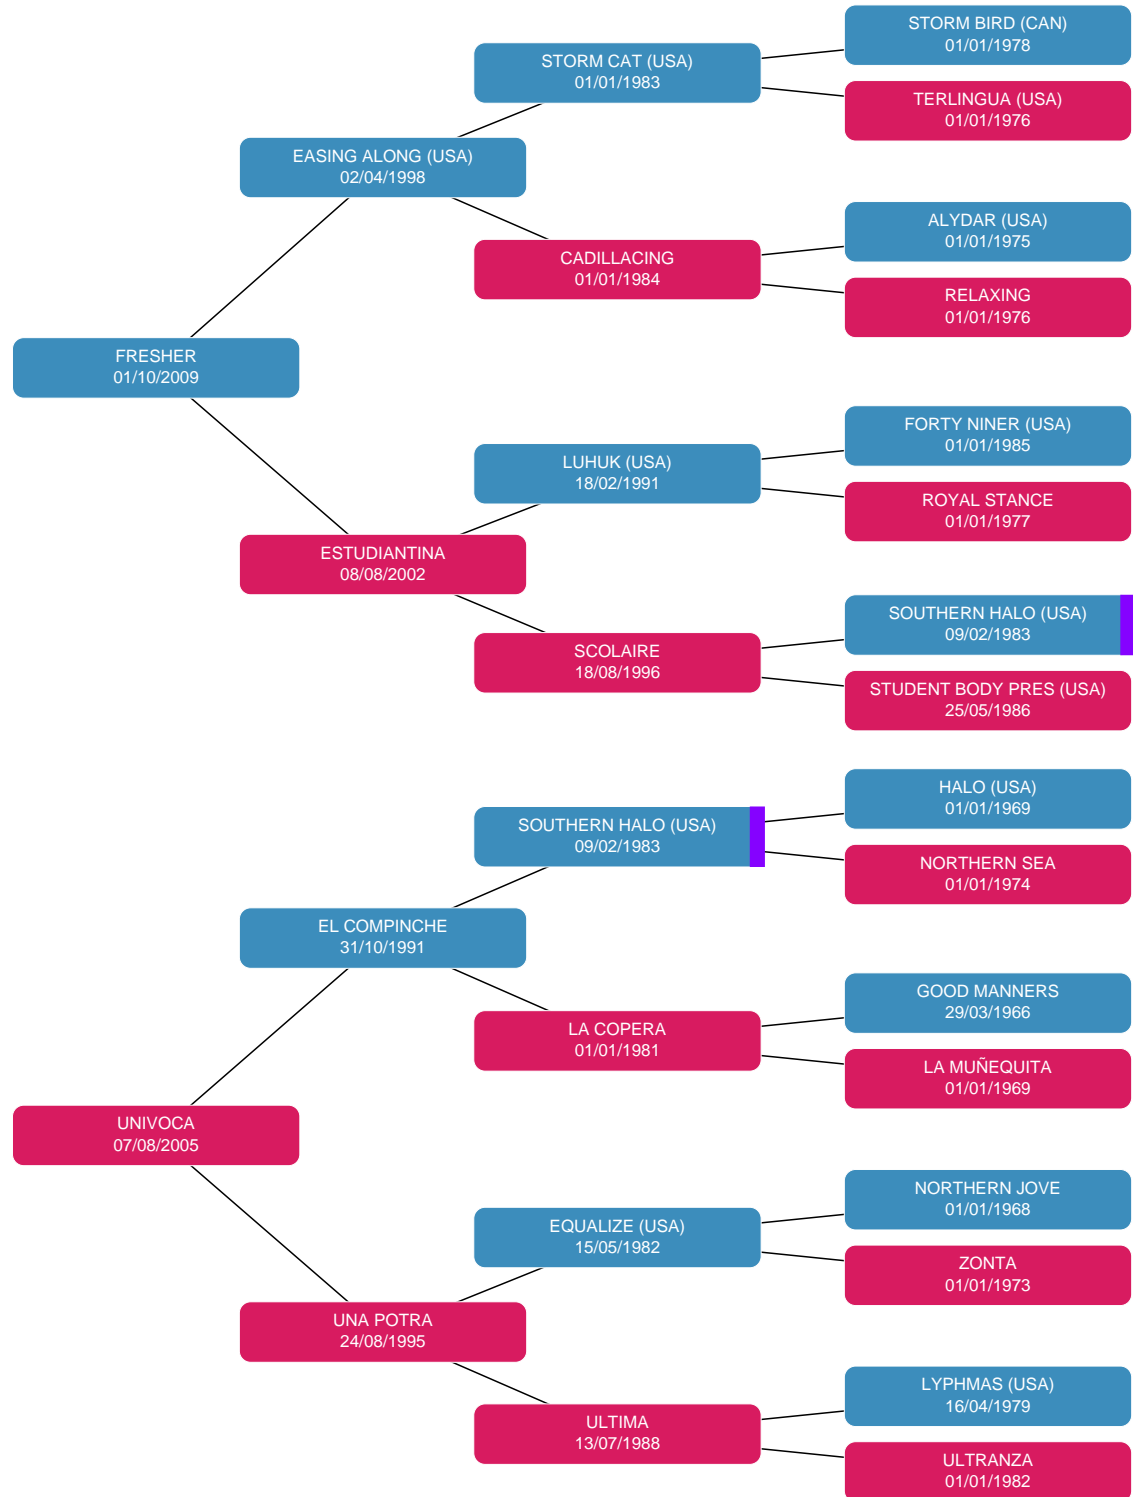 STORM BIRD (CAN)
01/01/1978
STORM CAT (USA)
01/01/1983
TERLINGUA (USA)
01/01/1976
EASING ALONG (USA)
02/04/1998
ALYDAR (USA)
01/01/1975
CADILLACING
01/01/1984
RELAXING
01/01/1976
FRESHER
01/10/2009
FORTY NINER (USA)
01/01/1985
LUHUK (USA)
18/02/1991
ROYAL STANCE
01/01/1977
ESTUDIANTINA
08/08/2002
SOUTHERN HALO (USA)
09/02/1983
SCOLAIRE
18/08/1996
STUDENT BODY PRES (USA)
25/05/1986
HALO (USA)
01/01/1969
SOUTHERN HALO (USA)
09/02/1983
NORTHERN SEA
01/01/1974
EL COMPINCHE
31/10/1991
GOOD MANNERS
29/03/1966
LA COPERA
01/01/1981
LA MUÑEQUITA
01/01/1969
UNIVOCA
07/08/2005
NORTHERN JOVE
01/01/1968
EQUALIZE (USA)
15/05/1982
ZONTA
01/01/1973
UNA POTRA
24/08/1995
LYPHMAS (USA)
16/04/1979
ULTIMA
13/07/1988
ULTRANZA
01/01/1982